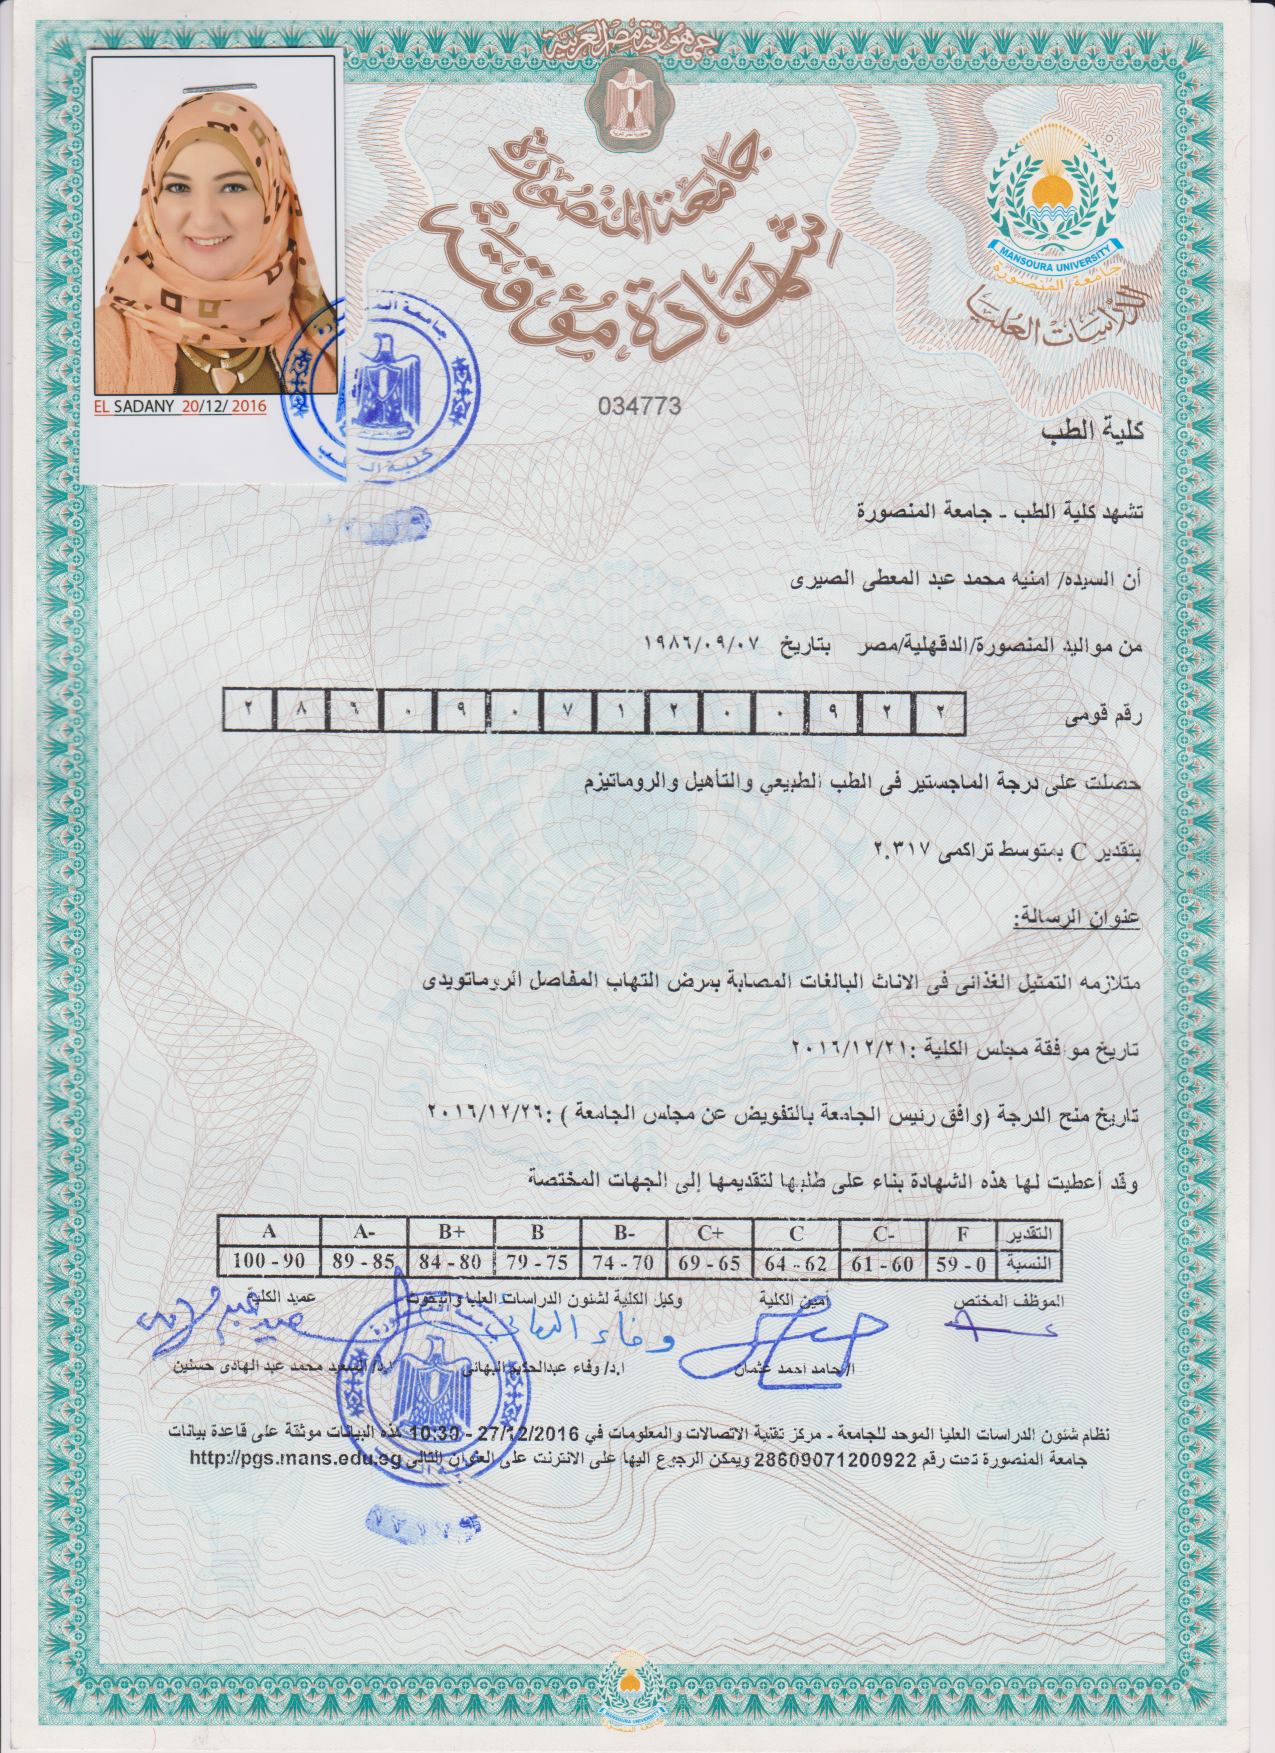 جمهورية مصر العربية
جامعة المنصورة
شهادة مؤقتة
MANSOURA UNIVERSITY
جامعة المنصورة
الدراسات العليا
EL SADANY 20/12/ 2016
034773
كلية الطب
تشهد كلية الطب - جامعة المنصورة
أن السيده/ امنيه محمد عبد المعطى الصيرى
من مواليد المنصورة/الدقهلية/مصر بتاريخ ١٩٨٦/٠٩/٠٧
رقم قومى ٢ ٨ ٦ ٠ ٩ ٠ ٧ ١ ٢ ٠ ٠ ٩ ٢ ٢
حصلت على درجة الماجستير فى الطب الطبيعي والتأهيل والروماتيزم
بتقدير C بمتوسط تراكمى ٢.٣١٧
عنوان الرسالة:
متلازمه التمثيل الغذائى فى الاناث البالغات المصابة بمرض التهاب المفاصل الروماتويدى
تاريخ موافقة مجلس الكلية :٢٠١٦/١٢/٢١
تاريخ منح الدرجة (وافق رئيس الجامعة بالتفويض عن مجلس الجامعة ) :٢٠١٦/١٢/٢٦
وقد أعطيت لها هذه الشهادة بناء على طلبها لتقديمها إلى الجهات المختصة
التقدير F C- C C+ B- B B+ A- A
النسبة 59 - 0 61 - 60 64 - 62 69 - 65 74 - 70 79 - 75 84 - 80 89 - 85 100 - 90
الموظف المختص أمين الكلية وكيل الكلية لشئون الدراسات العليا والبحوث عميد الكلية
وفاء البهائى
ا/ حامد احمد عثمان ا.د/ وفاء عبدالحكيم البهائى ا.د/ السعيد محمد عبد الهادى حسنين
نظام شئون الدراسات العليا الموحد للجامعة - مركز تقنية الاتصالات والمعلومات في 27/12/2016 - 10:30 هذه البيانات موثقة على قاعدة بيانات
جامعة المنصورة تحت رقم 28609071200922 ويمكن الرجوع اليها على الانترنت على العنوان التالى http://pgs.mans.edu.eg
MANSOURA UNIVERSITY
جامعة المنصورة